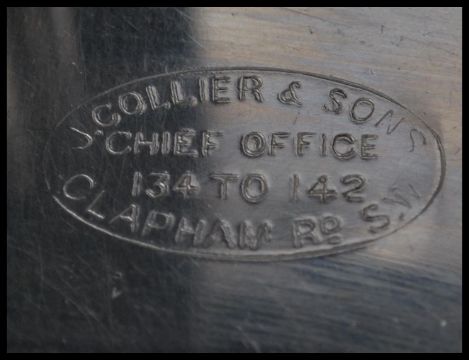 J. COLLIER & SONS
CHIEF OFFICE
134 TO 142
CLAPHAM RD. S.W.